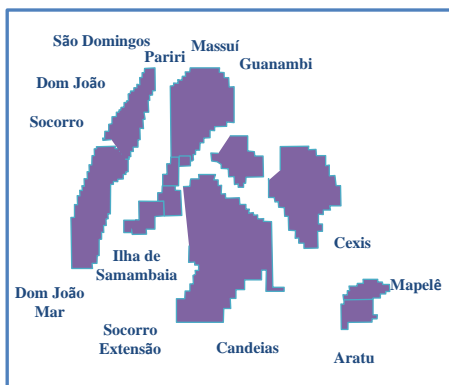 São Domingos
Pariri
Massuí
Guanambi
Dom João
Socorro
Cexis
Ilha de
Samambaia
Mapelê
Dom João
Mar
Socorro
Extensão
Candeias
Aratu